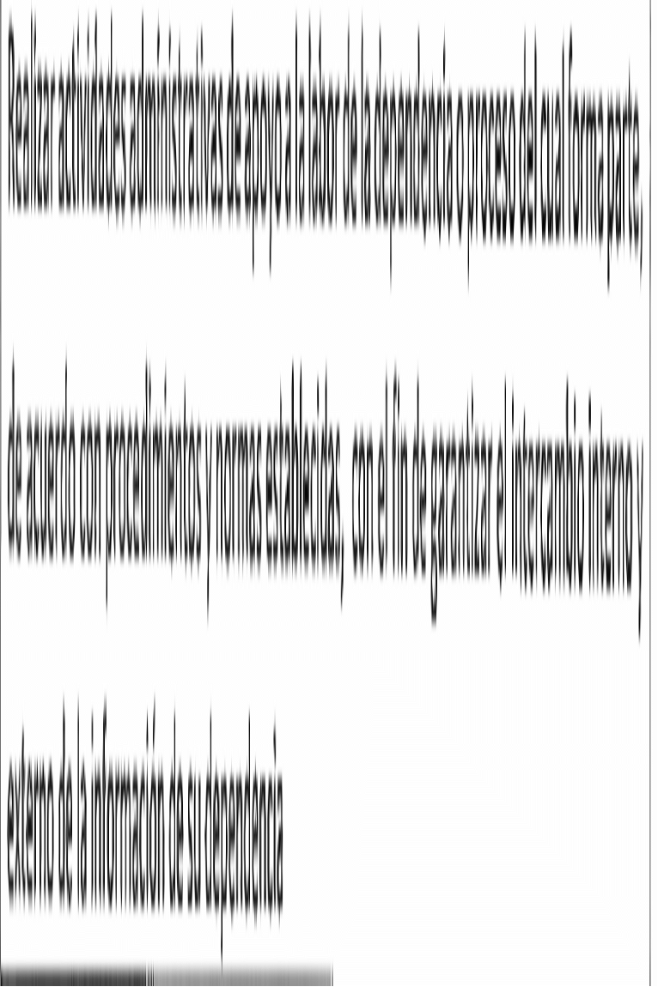 Realizar actividades administrativas de apoyo a la labor de la dependencia o proceso del cual forma parte,
de acuerdo con procedimientos y normas establecidas, con el fin de garantizar el intercambio interno y
externo de la información de su dependencia